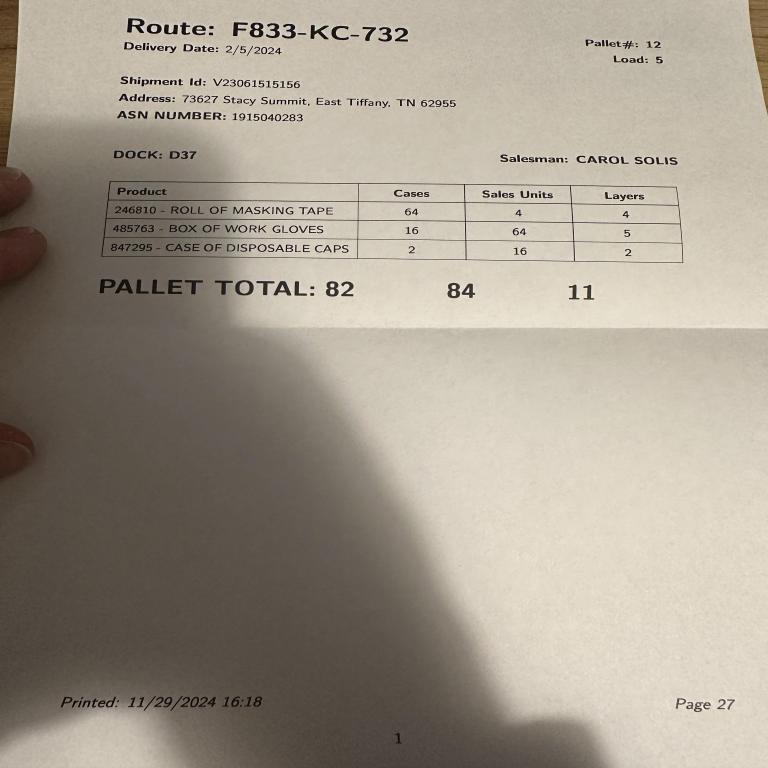 Route: F833-KC-732
Delivery Date: 2/5/2024
Pallet#: 12
Load: 5
Shipment Id: V23061515156
Address: 73627 Stacy Summit, East Tiffany, TN 62955
ASN NUMBER: 1915040283
DOCK: D37 Salesman: CAROL SOLIS
Product Cases Sales Units Layers
246810 - ROLL OF MASKING TAPE 64 4 4
485763 - BOX OF WORK GLOVES 16 64 5
847295 - CASE OF DISPOSABLE CAPS 2 16 2
PALLET TOTAL: 82 84 11
Printed: 11/29/2024 16:18 Page 27
1